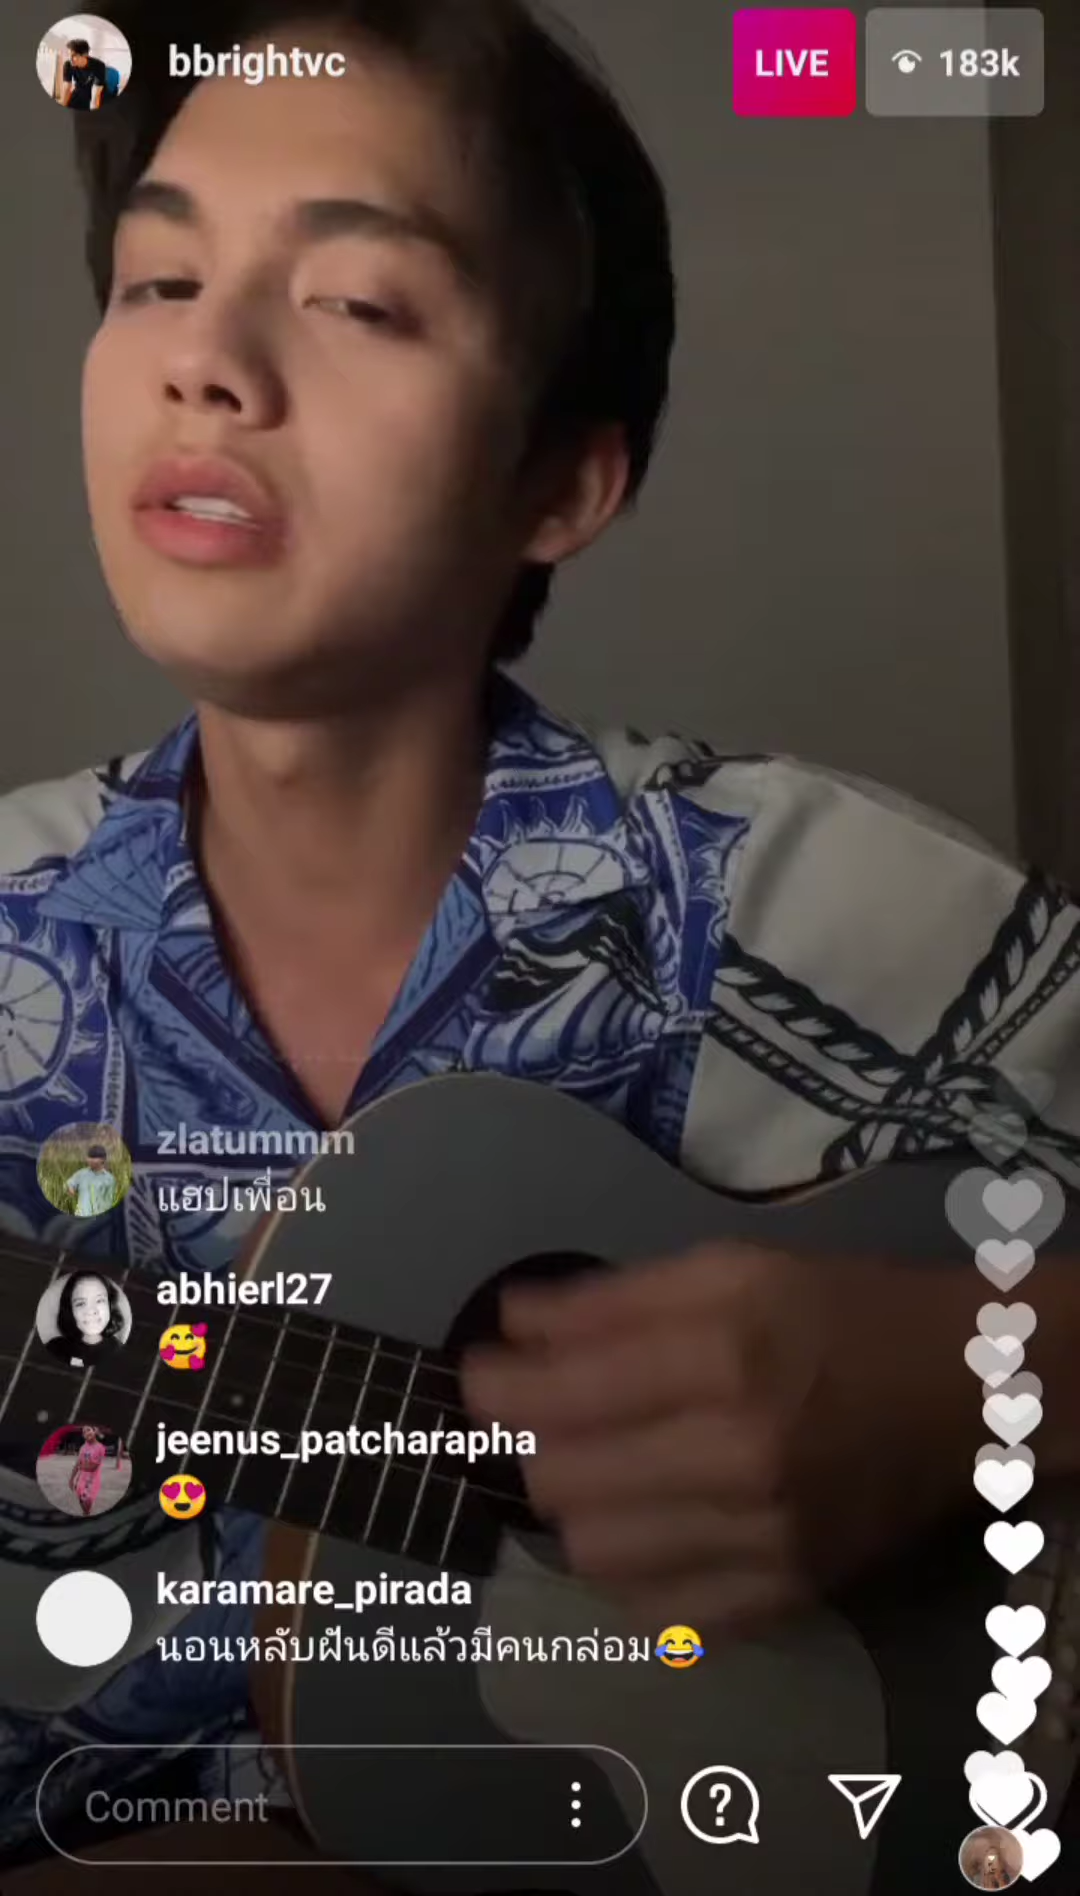 bbrightvc
LIVE
183k
zlatummm
แฮปเพื่อน
abhierl27
🥰
jeenus_patcharapha
😍
karamare_pirada
นอนหลับฝันดีแล้วมีคนกล่อม😂
Comment